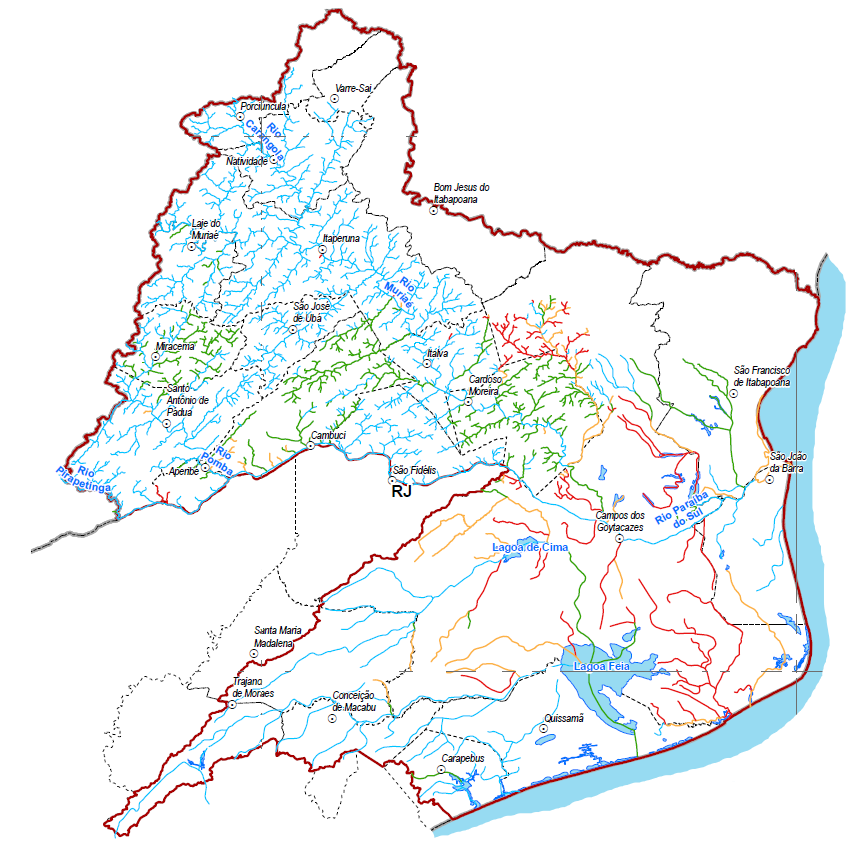 Varre-Sai
Porciúncula
Rio
Carangola
Natividade
Bom Jesus do
Itabapoana
Laje do
Muriaé
Itaperuna
Rio
Muriaé
São José
de Ubá
Miracema
Italva
São Francisco
de Itabapoana
Cardoso
Moreira
Santo
Antônio de
Pádua
Cambuci
Rio
Pomba
Aperibé
Rio
Pirapetinga
São Fidélis
RJ
São João
da Barra
Rio Paraíba
do Sul
Campos dos
Goytacazes
Lagoa de Cima
Santa Maria
Madalena
Lagoa Feia
Trajano
de Moraes
Conceição
de Macabu
Quissamã
Carapebus